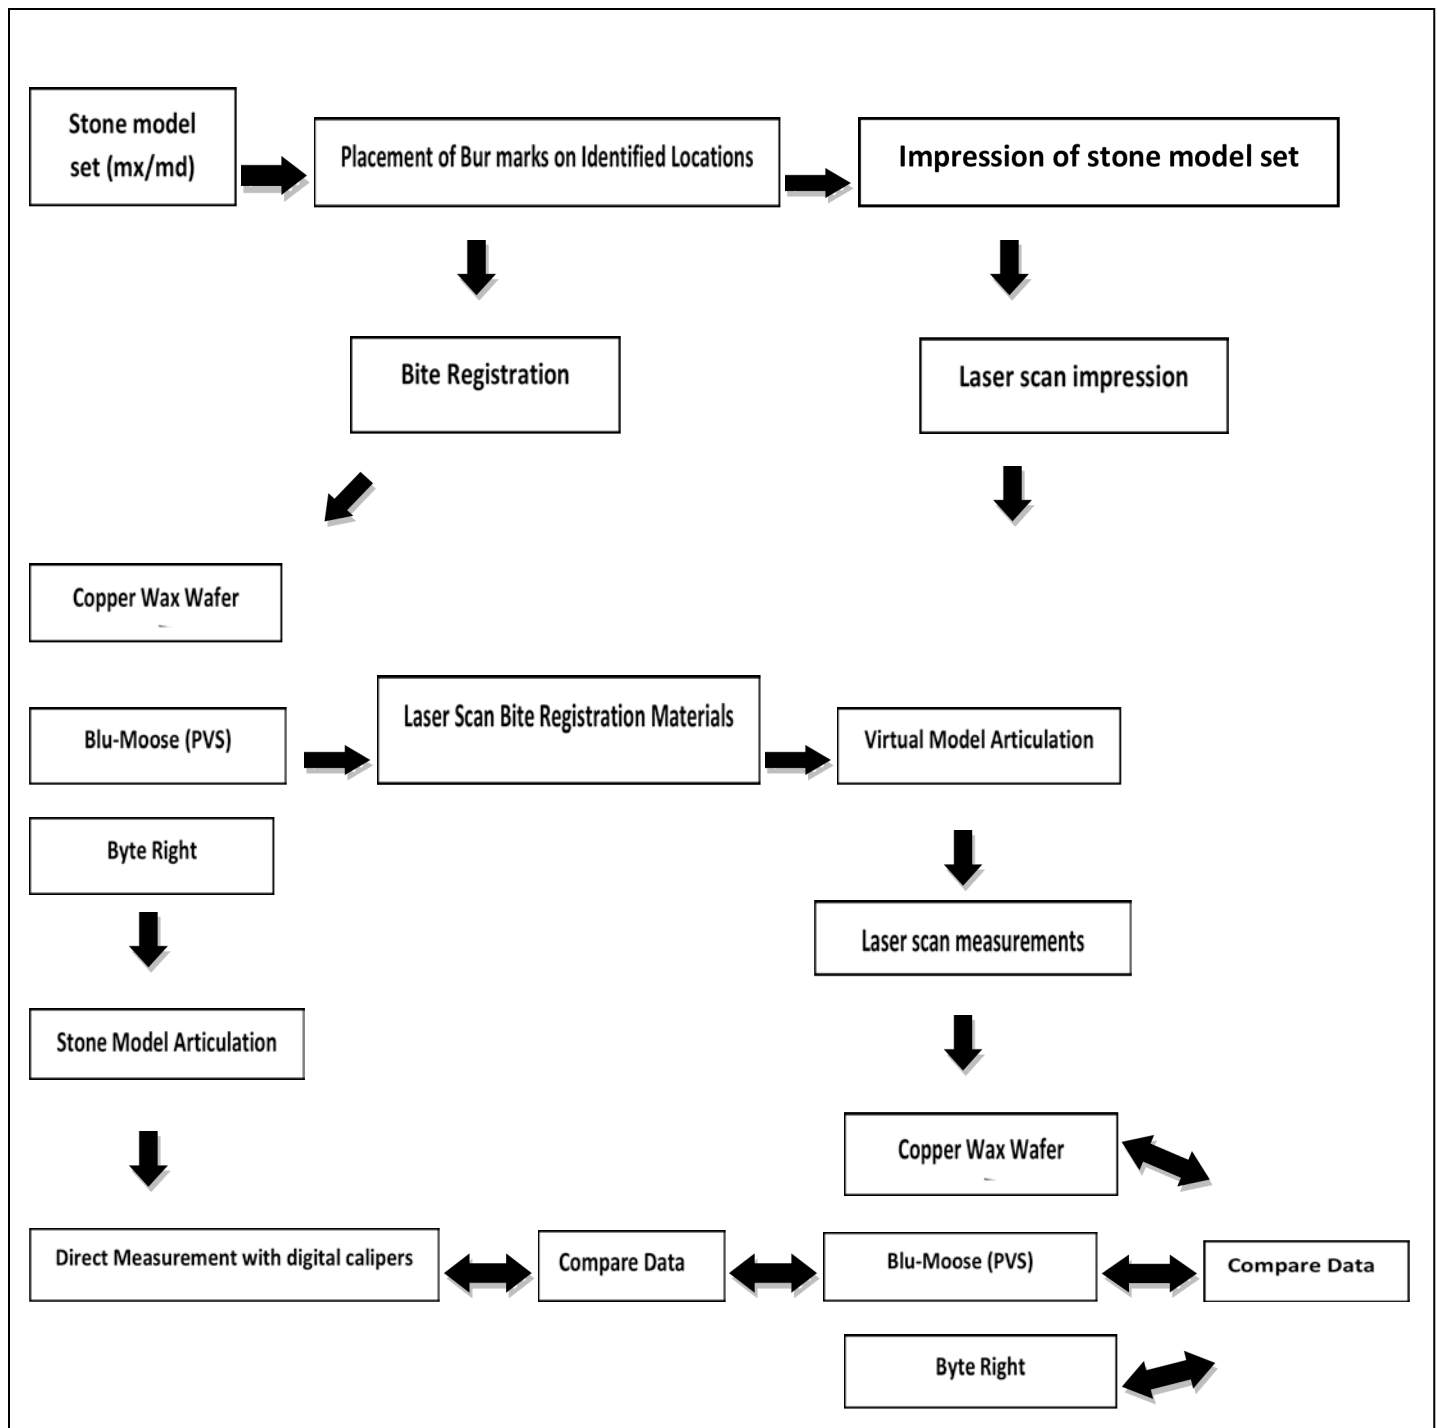 Stone model
set (mx/md)
Placement of Bur marks on Identified Locations
Impression of stone model set
Bite Registration
Laser scan impression
Copper Wax Wafer
Blu-Moose (PVS)
Laser Scan Bite Registration Materials
Virtual Model Articulation
Byte Right
Laser scan measurements
Stone Model Articulation
Copper Wax Wafer
Direct Measurement with digital calipers
Compare Data
Blu-Moose (PVS)
Compare Data
Byte Right